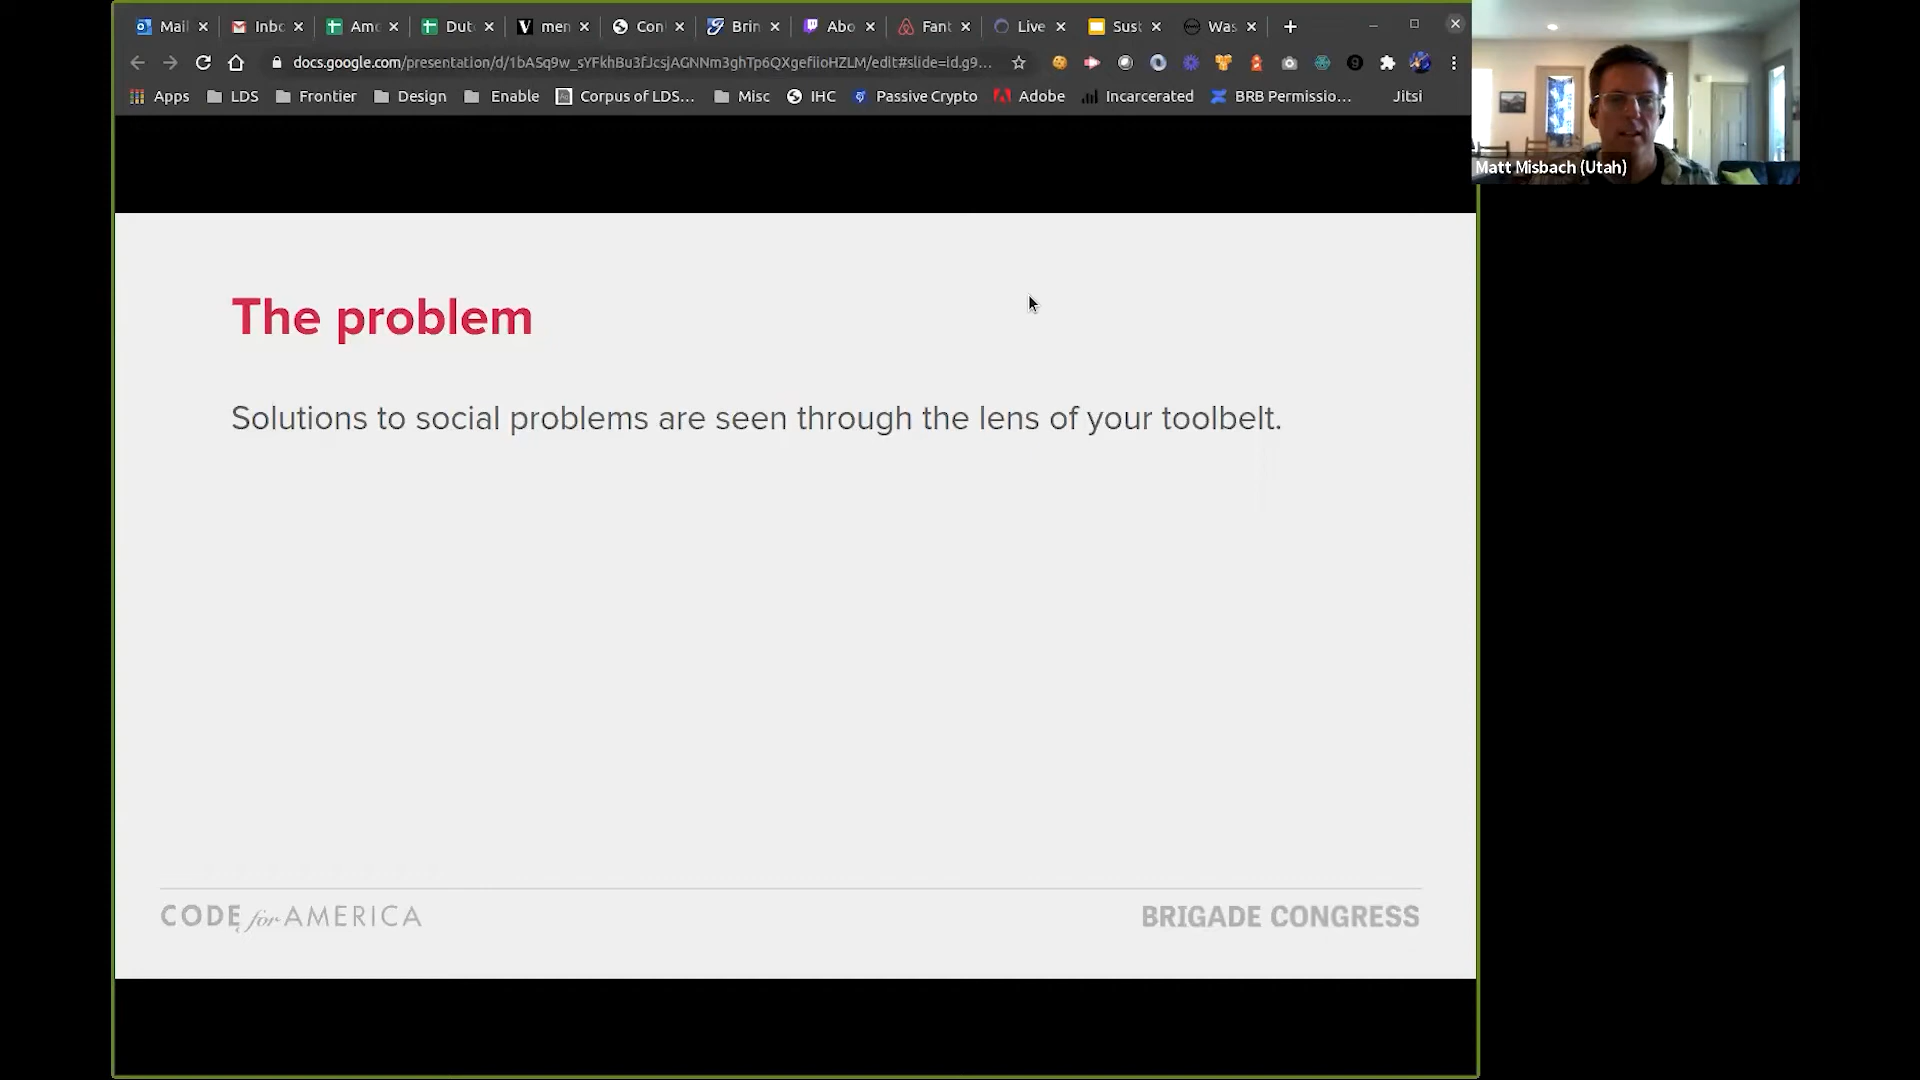 Mail
Inbc
Amc
Dut
men
Con
Brin
Abo
Fant
Live
Sust
Was
docs.google.com/presentation/d/1bASq9w_sYFkhBu3fJcsjAGNNm3ghTp6QXgefiioHZLM/edit#slide=id.g9...
Apps LDS Frontier Design Enable Corpus of LDS... Misc IHC Passive Crypto Adobe Incarcerated BRB Permissio... Jitsi
Matt Misbach (Utah)
The problem
Solutions to social problems are seen through the lens of your toolbelt.
CODE for AMERICA
BRIGADE CONGRESS